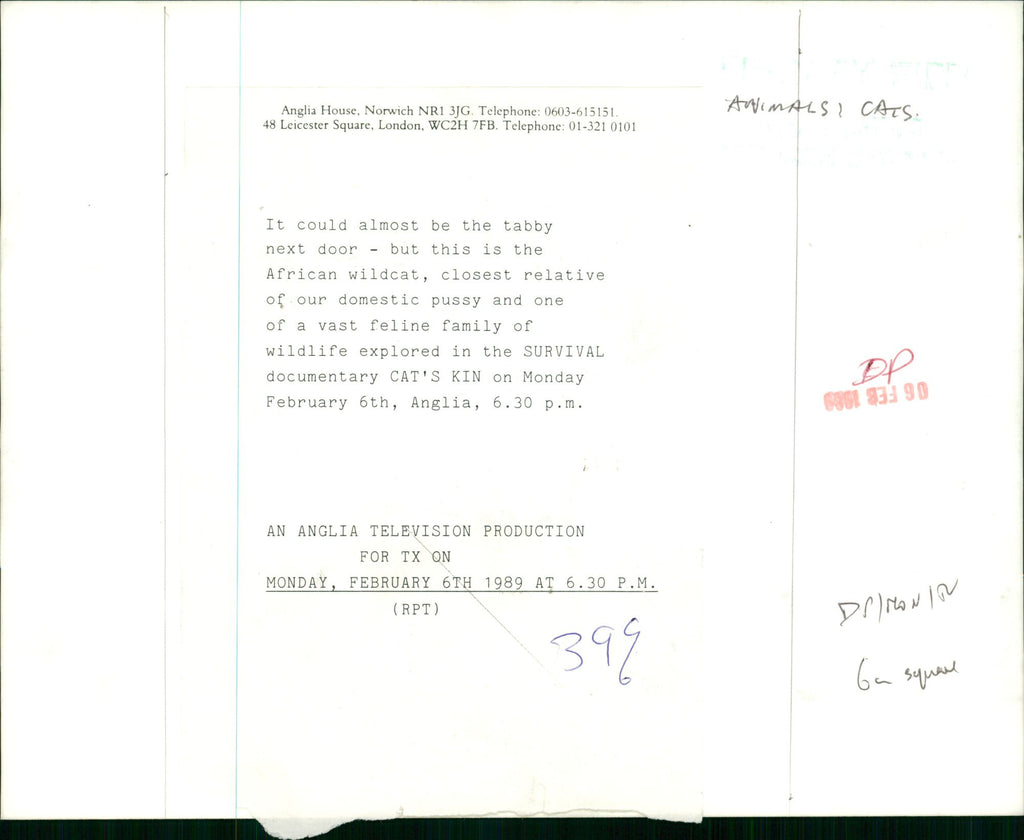 Anglia House, Norwich NR1 3JG. Telephone: 0603-615151.
48 Leicester Square, London, WC2H 7FB. Telephone: 01-321 0101
ANIMALS: CATS.
It could almost be the tabby
next door - but this is the
African wildcat, closest relative
of our domestic pussy and one
of a vast feline family of
wildlife explored in the SURVIVAL
documentary CAT'S KIN on Monday
February 6th, Anglia, 6.30 p.m.
DP
06 FEB 1989
AN ANGLIA TELEVISION PRODUCTION
FOR TX ON
MONDAY, FEBRUARY 6TH 1989 AT 6.30 P.M.
(RPT)
DP/MON/TV
399
6
square